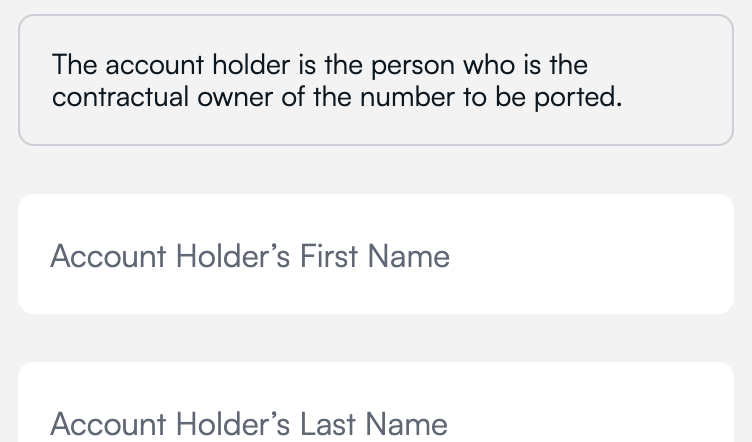 The account holder is the person who is the
contractual owner of the number to be ported.
Account Holder’s First Name
Account Holder’s Last Name